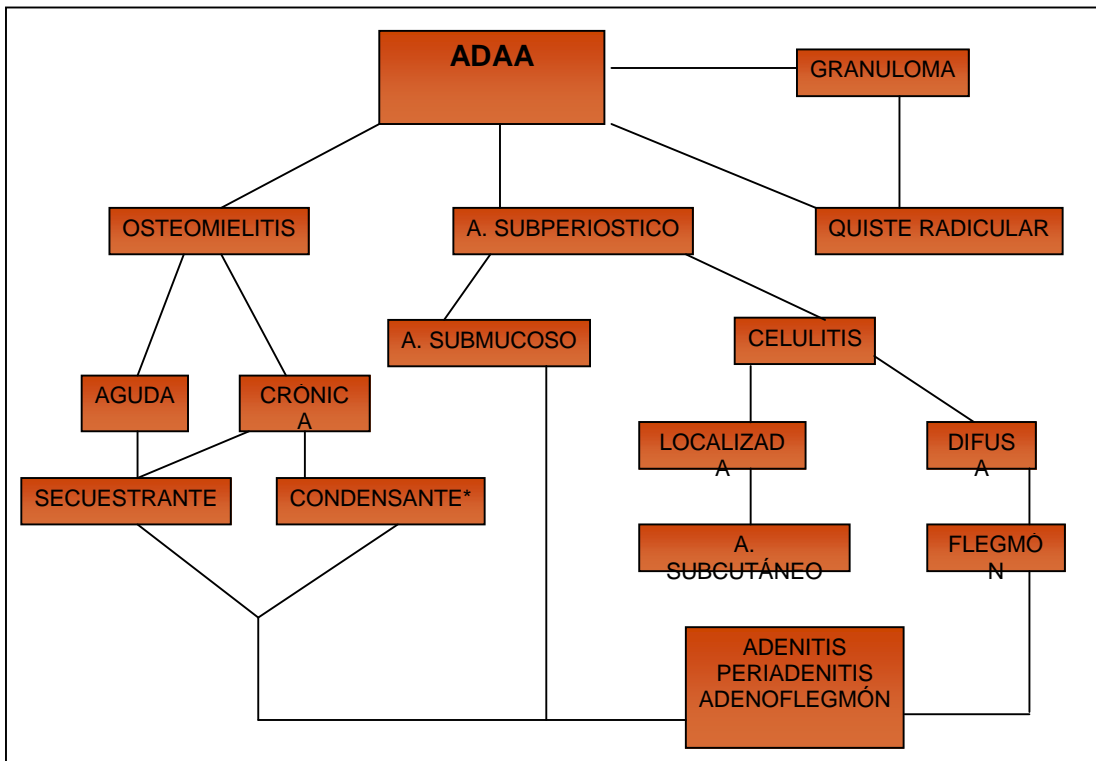 ADAA
GRANULOMA
OSTEOMIELITIS
A. SUBPERIOSTICO
QUISTE RADICULAR
A. SUBMUCOSO
CELULITIS
AGUDA
CRÓNIC
A
LOCALIZAD
A
DIFUS
A
SECUESTRANTE
CONDENSANTE*
A.
SUBCUTÁNEO
FLEGMÓ
N
ADENITIS
PERIADENITIS
ADENOFLEGMÓN